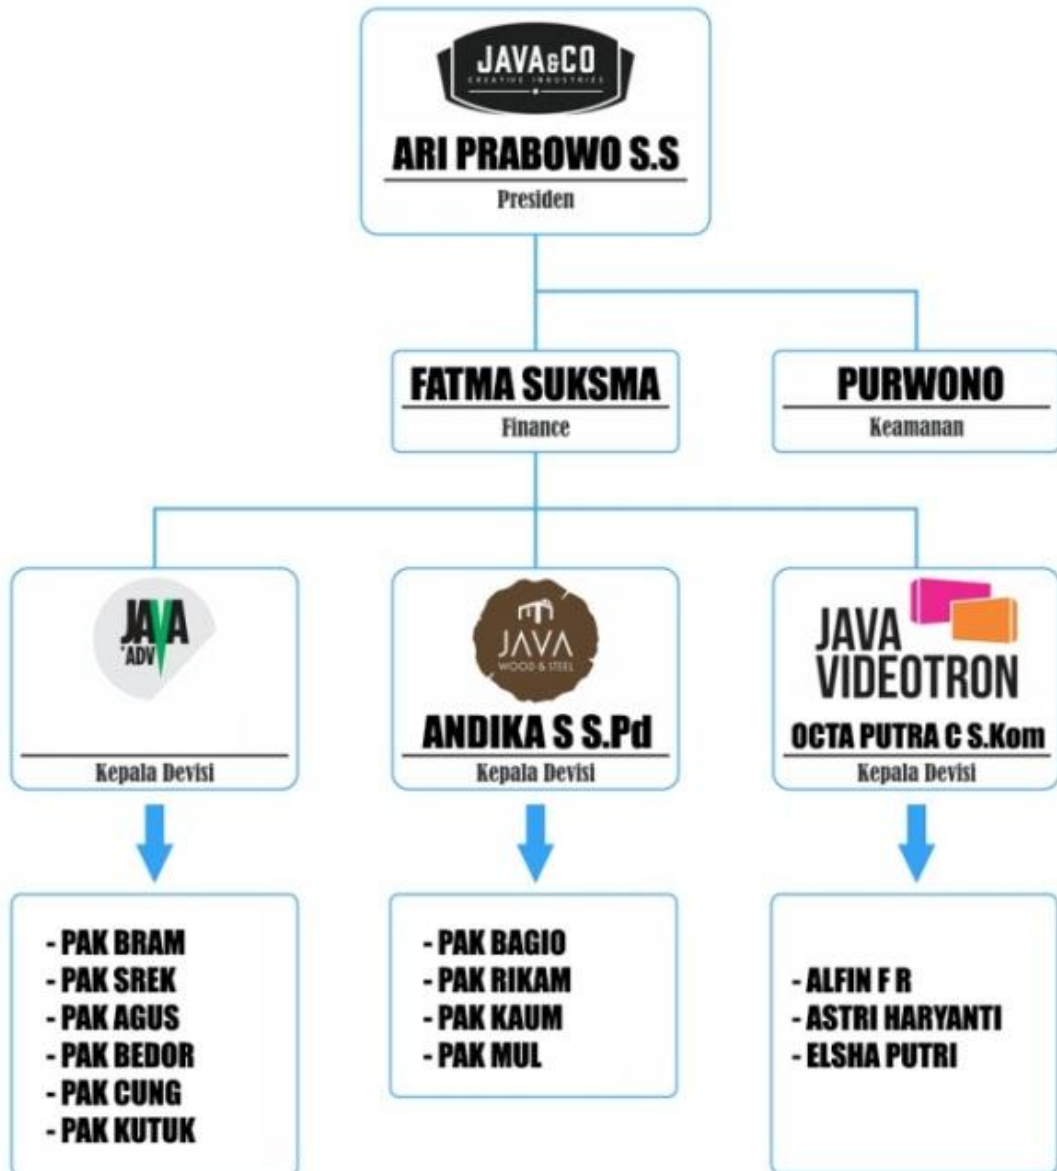 JAVA&CO
CREATIVE INDUSTRIES
ARI PRABOWO S.S
Presiden
FATMA SUKSMA
Finance
PURWONO
Keamanan
JAVA
ADV
Kepala Devisi
JAVA
WOOD & STEEL
ANDIKA S S.Pd
Kepala Devisi
JAVA
VIDEOTRON
OCTA PUTRA C S.Kom
Kepala Devisi
- PAK BRAM
- PAK SREK
- PAK AGUS
- PAK BEDOR
- PAK CUNG
- PAK KUTUK
- PAK BAGIO
- PAK RIKAM
- PAK KAUM
- PAK MUL
- ALFIN F R
- ASTRI HARYANTI
- ELSHA PUTRI